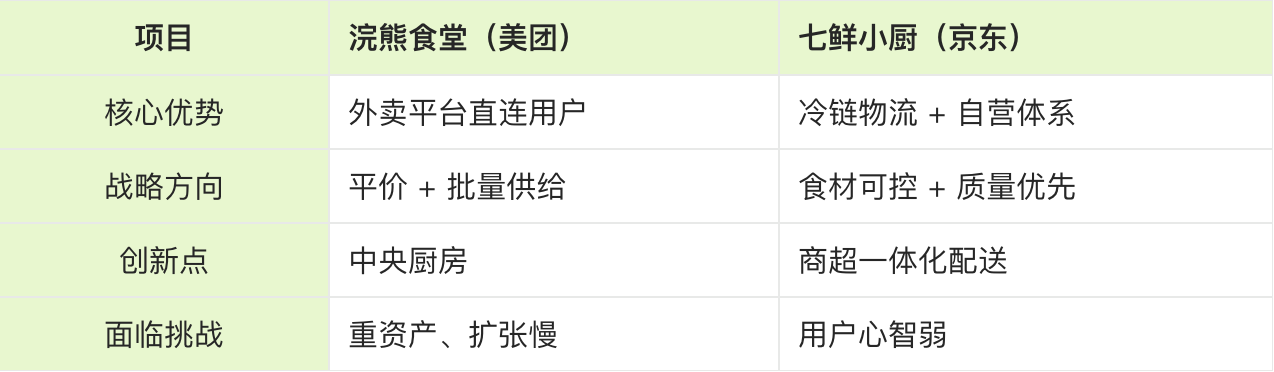 项目 浣熊食堂（美团） 七鲜小厨（京东）
核心优势 外卖平台直连用户 冷链物流 + 自营体系
战略方向 平价 + 批量供给 食材可控 + 质量优先
创新点 中央厨房 商超一体化配送
面临挑战 重资产、扩张慢 用户心智弱